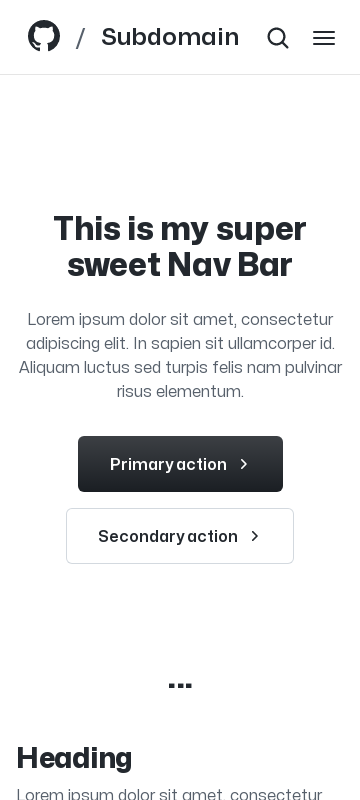 / Subdomain
This is my super
sweet Nav Bar
Lorem ipsum dolor sit amet, consectetur
adipiscing elit. In sapien sit ullamcorper id.
Aliquam luctus sed turpis felis nam pulvinar
risus elementum.
Primary action
Secondary action
...
Heading
Lorem ipsum dolor sit amet, consectetur